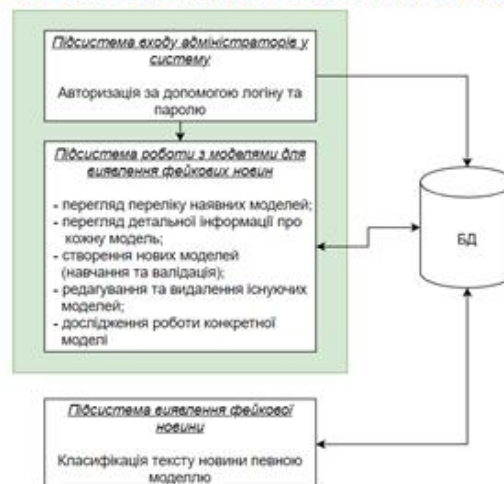 Підсистема входу адміністраторів у
систему
Авторизація за допомогою логіну та
паролю
Підсистема роботи з моделями для
виявлення фейкових новин
- перегляд переліку наявних моделей;
- перегляд детальної інформації про
кожну модель;
- створення нових моделей
(навчання та валідація);
- редагування та видалення існуючих
моделей;
- дослідження роботи конкретної
моделі
БД
Підсистема виявлення фейкової
новини
Класифікація тексту новини певною
моделлю